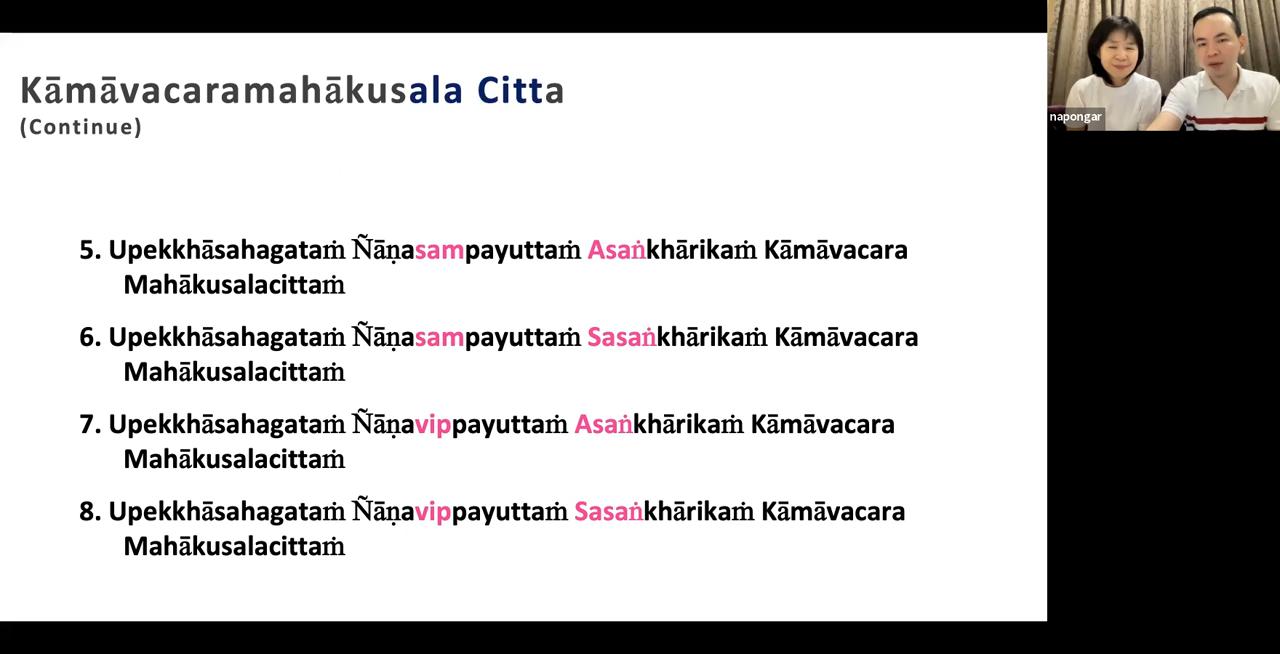 Kāmāvacaramahākusala Citta
(Continue)
napongar
5. Upekkhāsahagataṁ Ñāṇasampayuttaṁ Asaṅkhārikaṁ Kāmāvacara
Mahākusalacittaṁ
6. Upekkhāsahagataṁ Ñāṇasampayuttaṁ Sasaṅkhārikaṁ Kāmāvacara
Mahākusalacittaṁ
7. Upekkhāsahagataṁ Ñāṇavippayuttaṁ Asaṅkhārikaṁ Kāmāvacara
Mahākusalacittaṁ
8. Upekkhāsahagataṁ Ñāṇavippayuttaṁ Sasaṅkhārikaṁ Kāmāvacara
Mahākusalacittaṁ